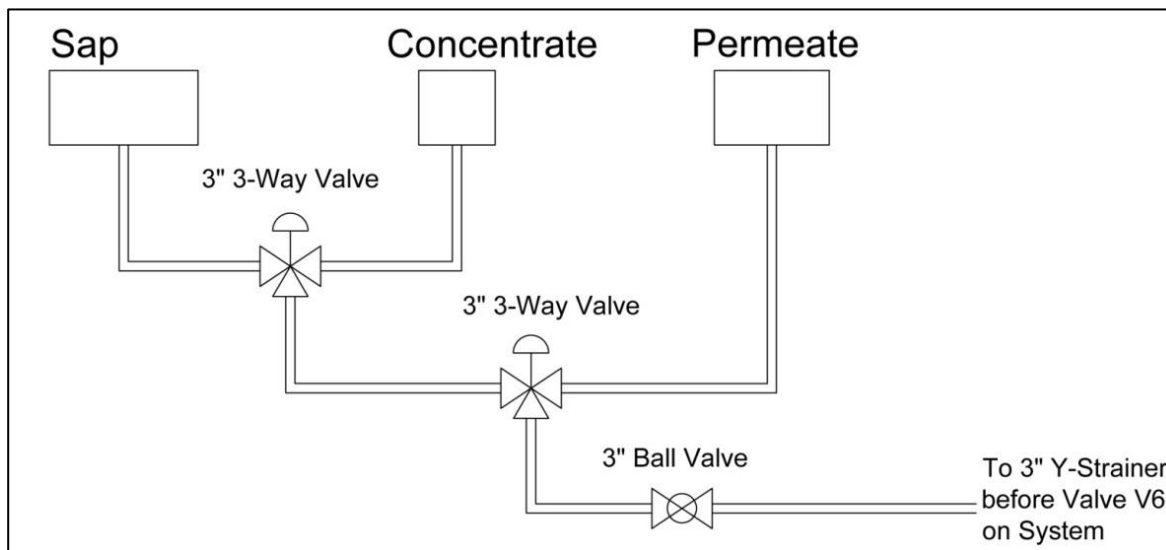 Sap
Concentrate
Permeate
3" 3-Way Valve
3" 3-Way Valve
3" Ball Valve
To 3" Y-Strainer
before Valve V6
on System